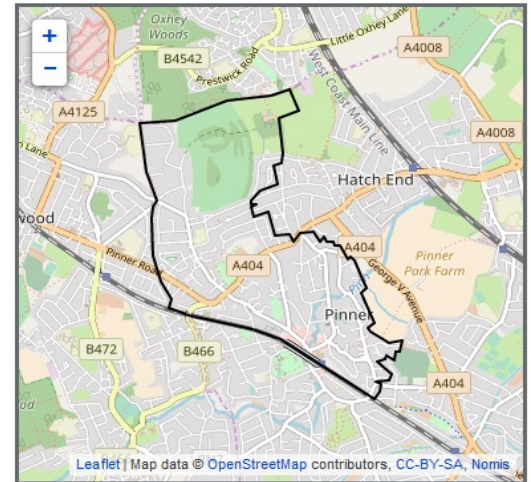 Oxhey
Woods
+
−
B4542
Prestwick Road
Little Oxhey Lane
A4008
A4125
West Coast Main Line
A4008
n Lane
Hatch End
wood
Pinner Road
A404
A404
Pinner
Park Farm
George V Avenue
Pinner
B472
B466
A404
Leaflet | Map data © OpenStreetMap contributors, CC-BY-SA, Nomis